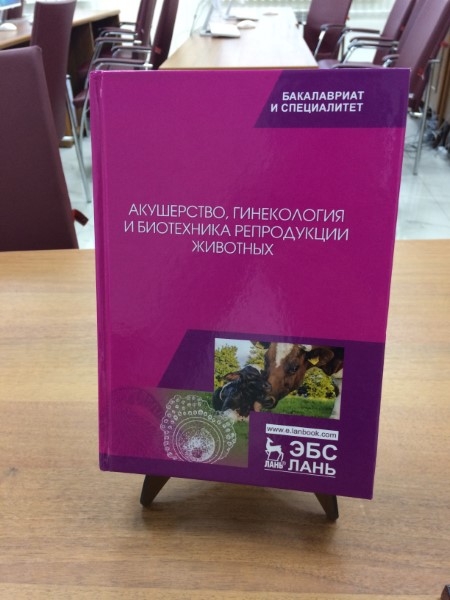 БАКАЛАВРИАТ
И СПЕЦИАЛИТЕТ
АКУШЕРСТВО, ГИНЕКОЛОГИЯ
И БИОТЕХНИКА РЕПРОДУКЦИИ
ЖИВОТНЫХ
www.e.lanbook.com
ЭБС
ЛАНЬ
ЛАНЬ